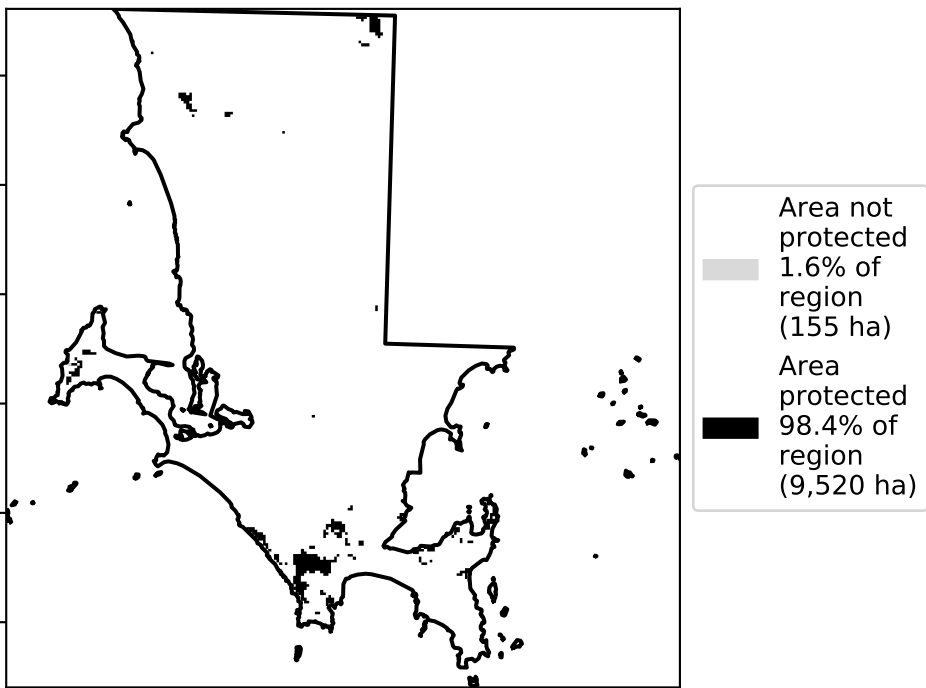 Area not
protected
1.6% of
region
(155 ha)
Area
protected
98.4% of
region
(9,520 ha)